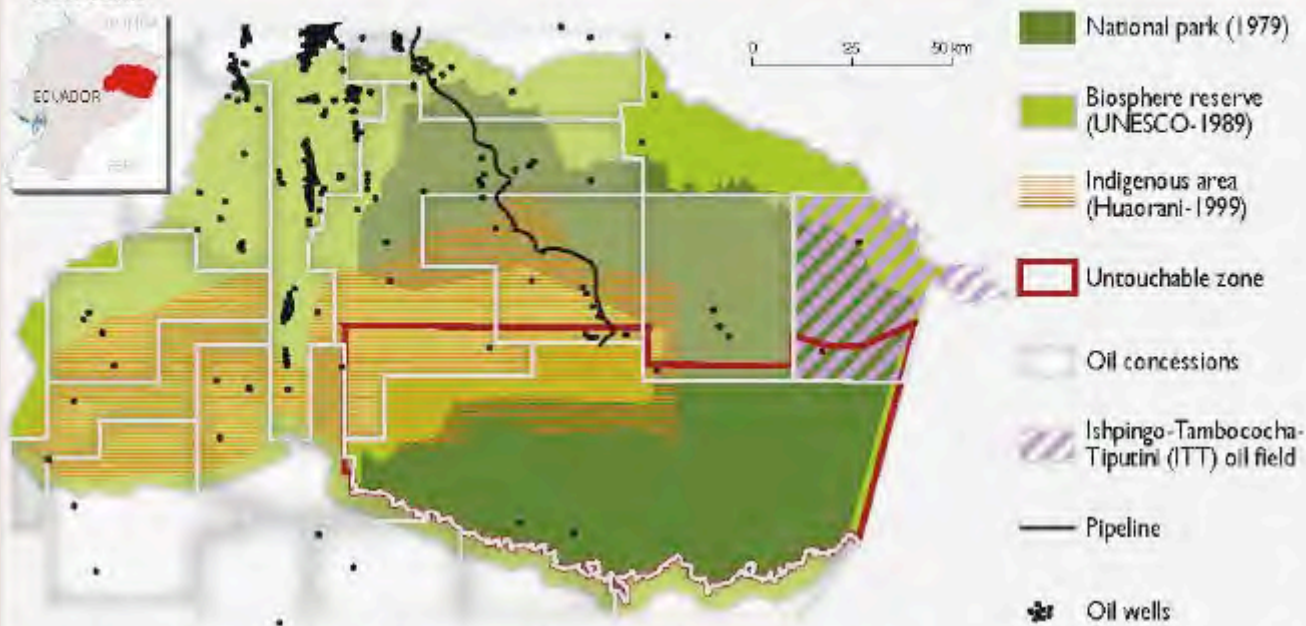 ECUADOR
0 25 50 km
National park (1979)
Biosphere reserve
(UNESCO-1989)
Indigenous area
(Huaorani-1999)
Untouchable zone
Oil concessions
Ishpingo-Tambococha-
Tiputini (ITT) oil field
Pipeline
Oil wells